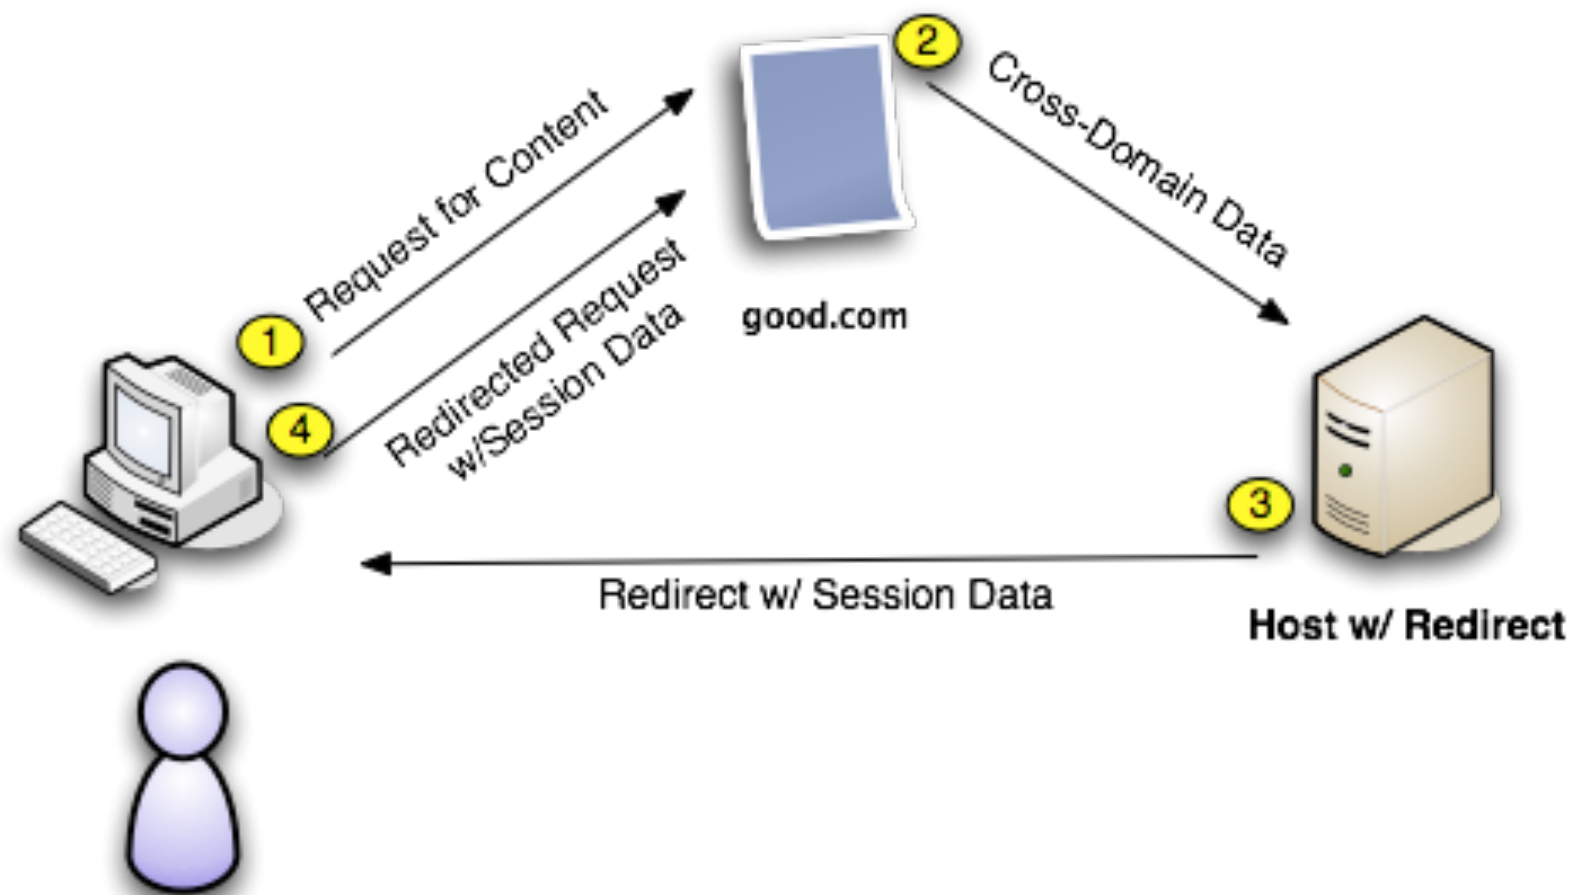 2
Cross-Domain Data
Request for Content
good.com
1
Redirected Request
w/Session Data
4
3
Redirect w/ Session Data
Host w/ Redirect